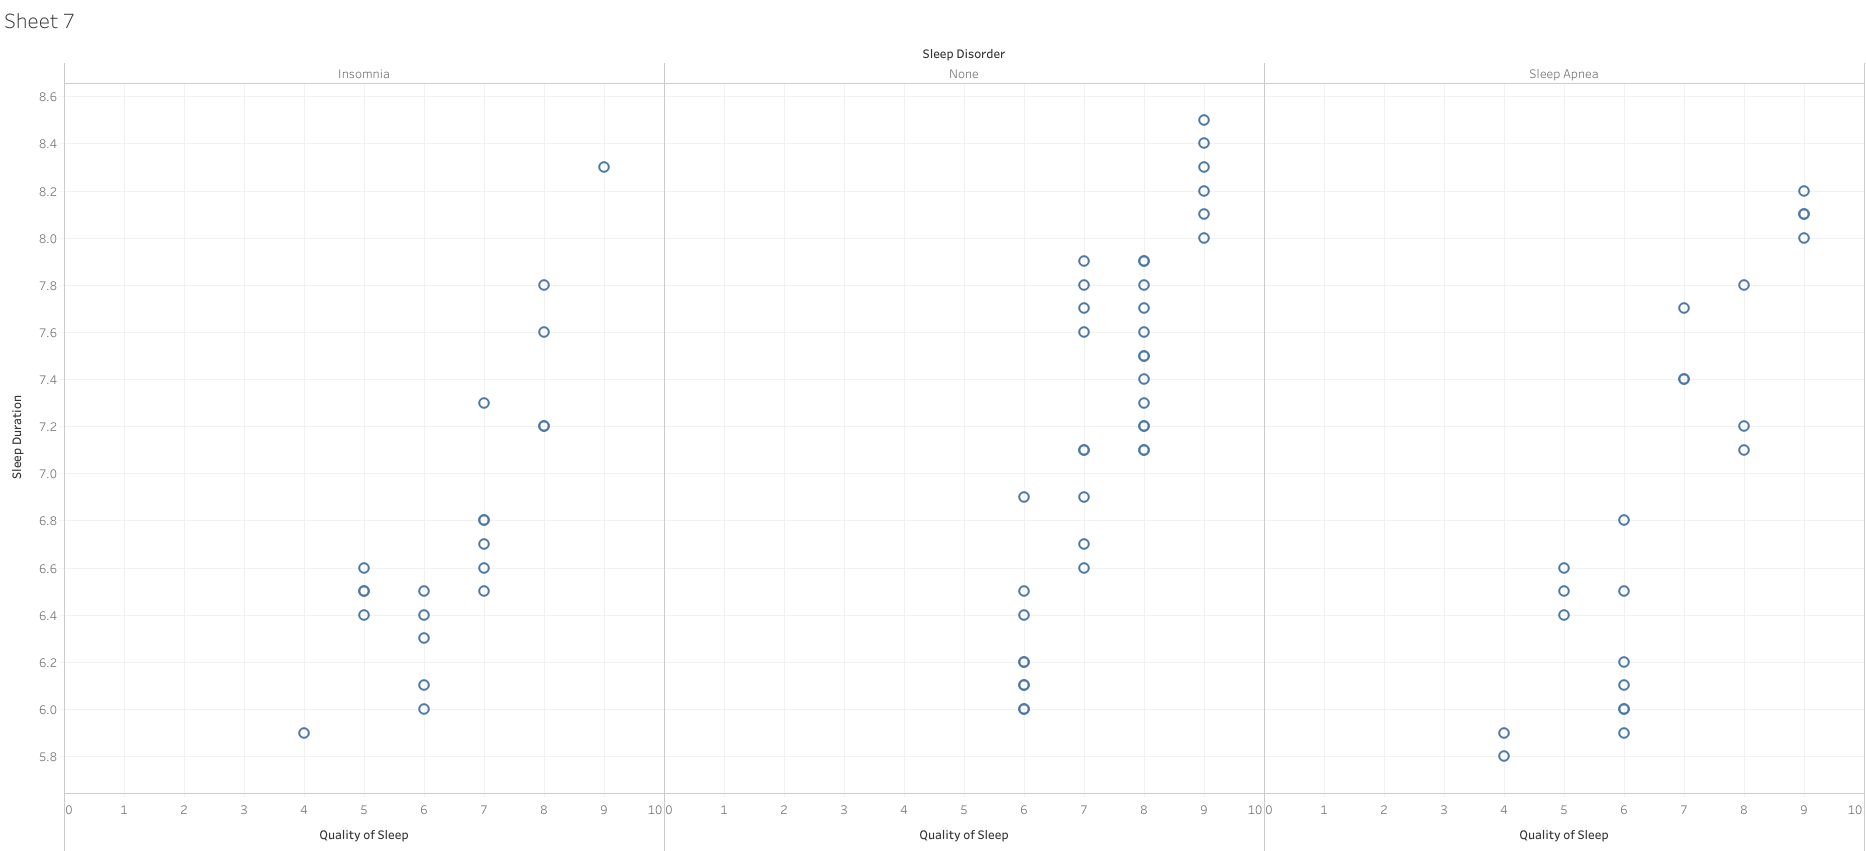 Sheet 7
Sleep Disorder
Insomnia None Sleep Apnea
8.6
8.4
8.2
8.0
7.8
7.6
7.4
7.2
7.0
6.8
6.6
6.4
6.2
6.0
5.8
Sleep Duration
0 1 2 3 4 5 6 7 8 9 10 0 1 2 3 4 5 6 7 8 9 10 0 1 2 3 4 5 6 7 8 9 10
Quality of Sleep Quality of Sleep Quality of Sleep